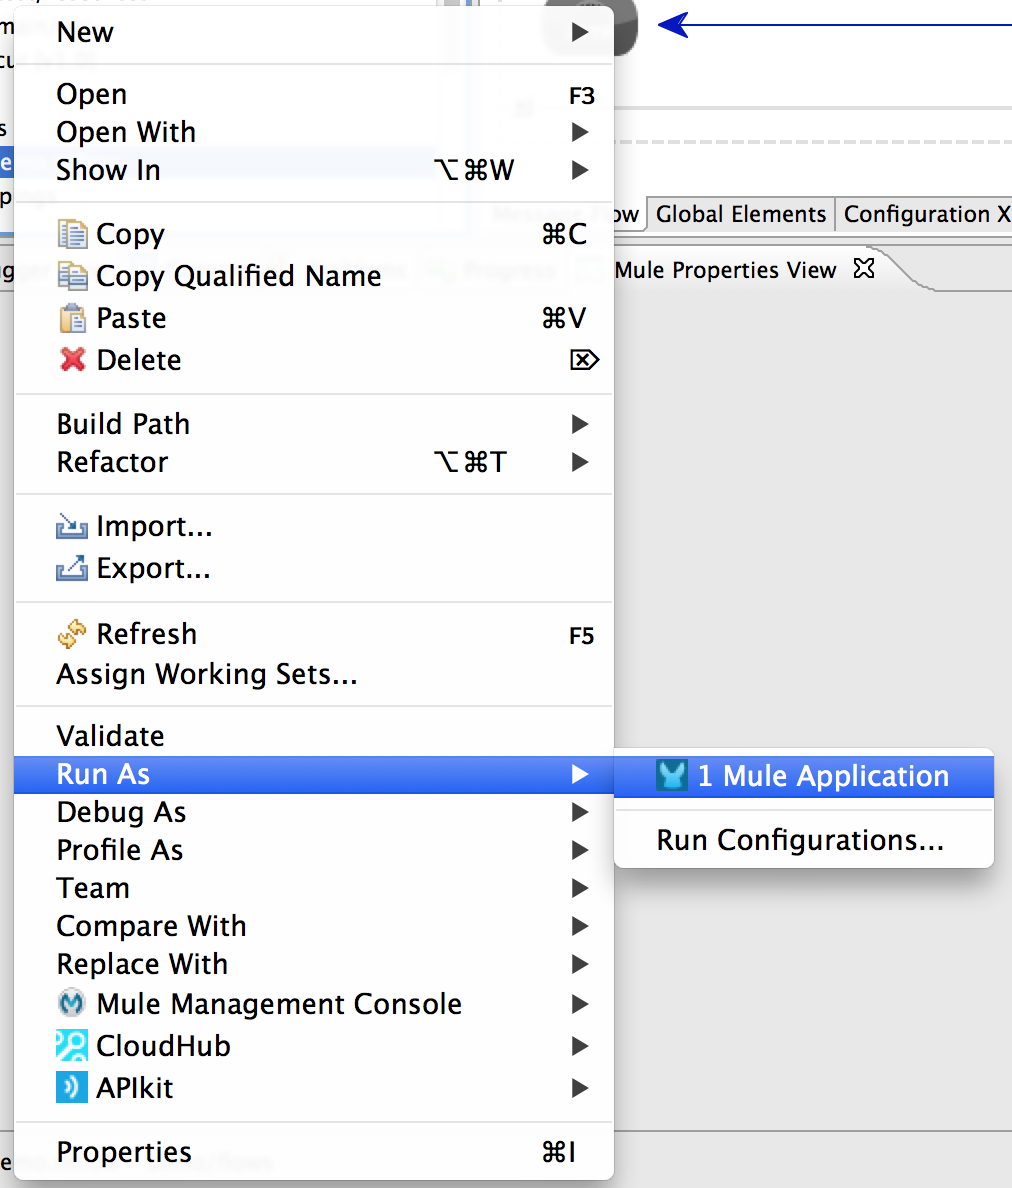 New
Open F3
Open With
Show In ⌥⌘W
Copy ⌘C
Copy Qualified Name
Paste ⌘V
Delete ⌦
Build Path
Refactor ⌥⌘T
Import...
Export...
Refresh F5
Assign Working Sets...
Validate
Run As
Debug As
Profile As
Team
Compare With
Replace With
Mule Management Console
CloudHub
APIkit
Properties ⌘I
1 Mule Application
Run Configurations...
Message Flow Global Elements Configuration X
Mule Properties View